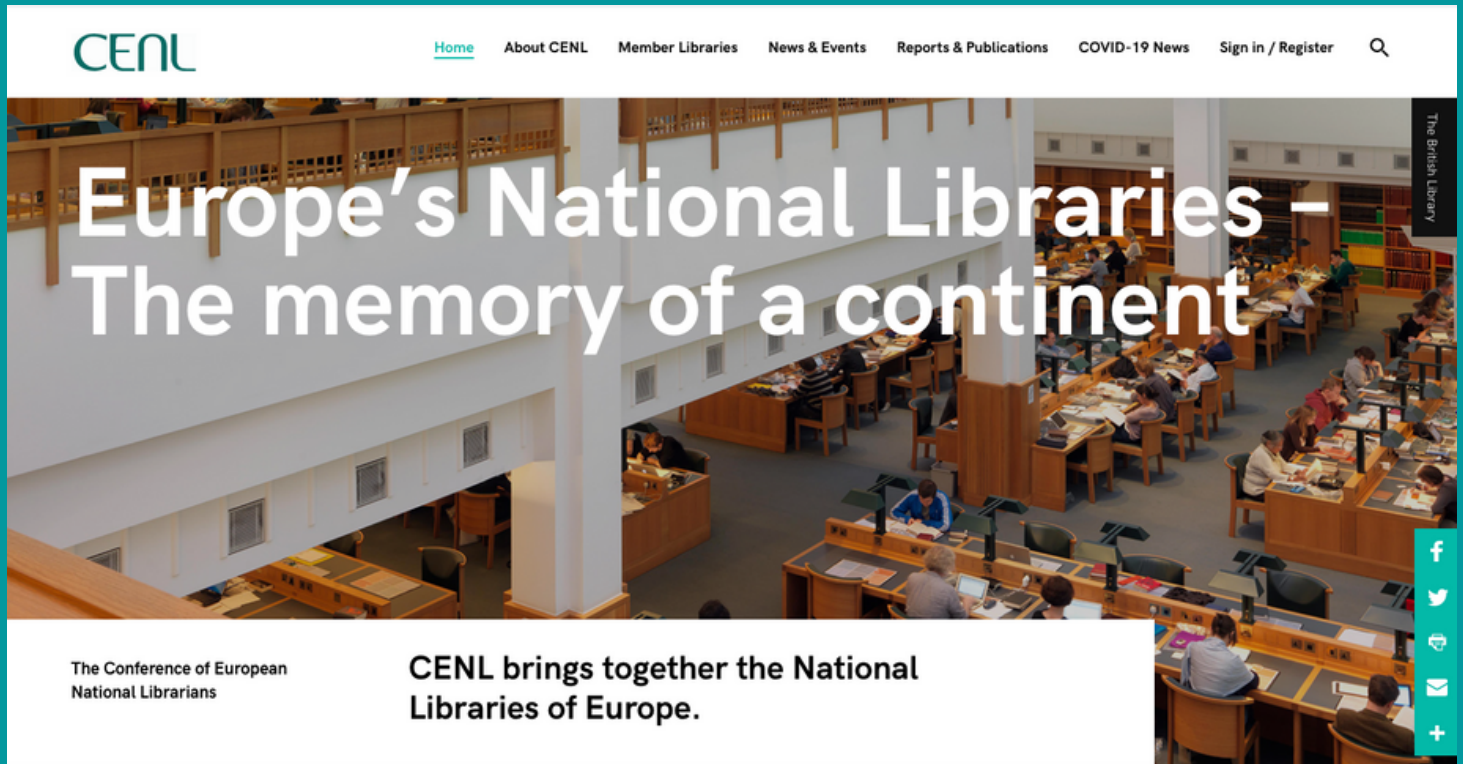 CENL
Home About CENL Member Libraries News & Events Reports & Publications COVID-19 News Sign in / Register
The British Library
Europe’s National Libraries –
The memory of a continent
The Conference of European
National Librarians
CENL brings together the National
Libraries of Europe.